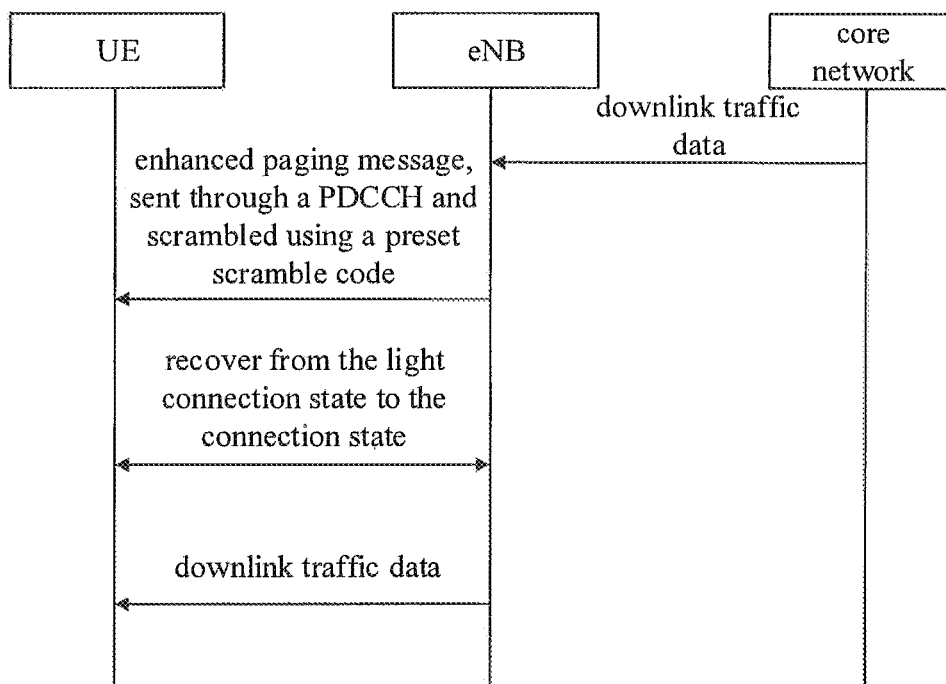 UE
eNB
core
network
downlink traffic
data
enhanced paging message,
sent through a PDCCH and
scrambled using a preset
scramble code
recover from the light
connection state to the
connection state
downlink traffic data